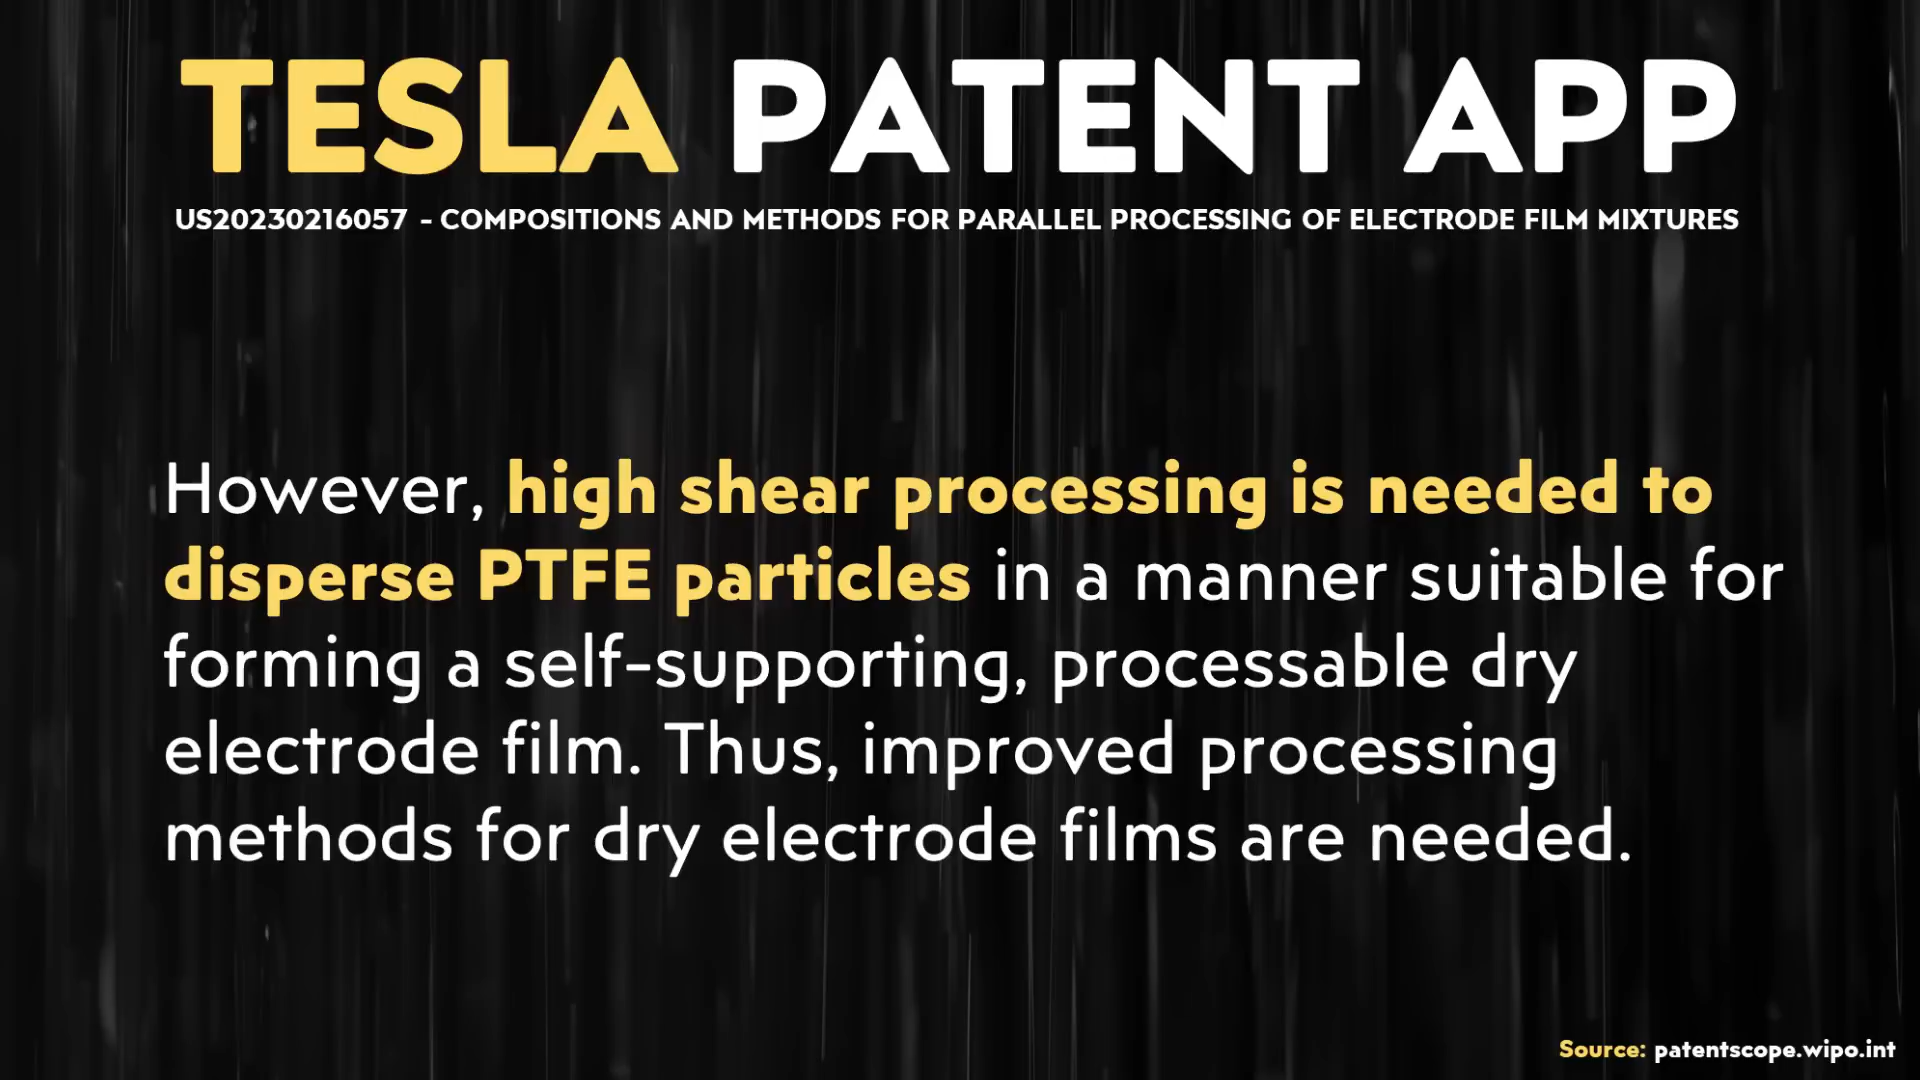 TESLA PATENT APP
US20230216057 - COMPOSITIONS AND METHODS FOR PARALLEL PROCESSING OF ELECTRODE FILM MIXTURES
However, high shear processing is needed to
disperse PTFE particles in a manner suitable for
forming a self-supporting, processable dry
electrode film. Thus, improved processing
methods for dry electrode films are needed.
Source: patentscope.wipo.int